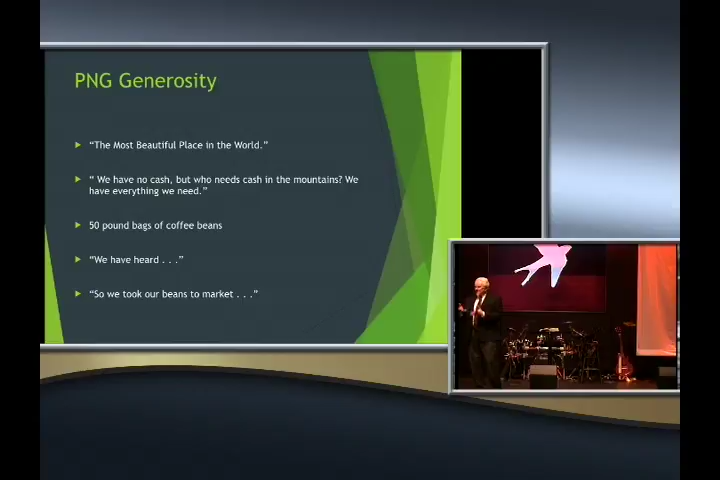 PNG Generosity
“The Most Beautiful Place in the World.”
“ We have no cash, but who needs cash in the mountains? We
have everything we need.”
50 pound bags of coffee beans
“We have heard . . .”
“So we took our beans to market . . .”